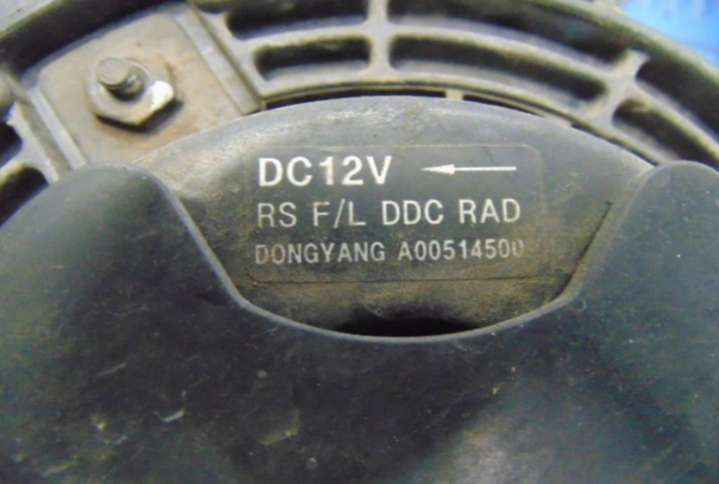 DC12V ←
RS F/L DDC RAD
DONGYANG A00514500